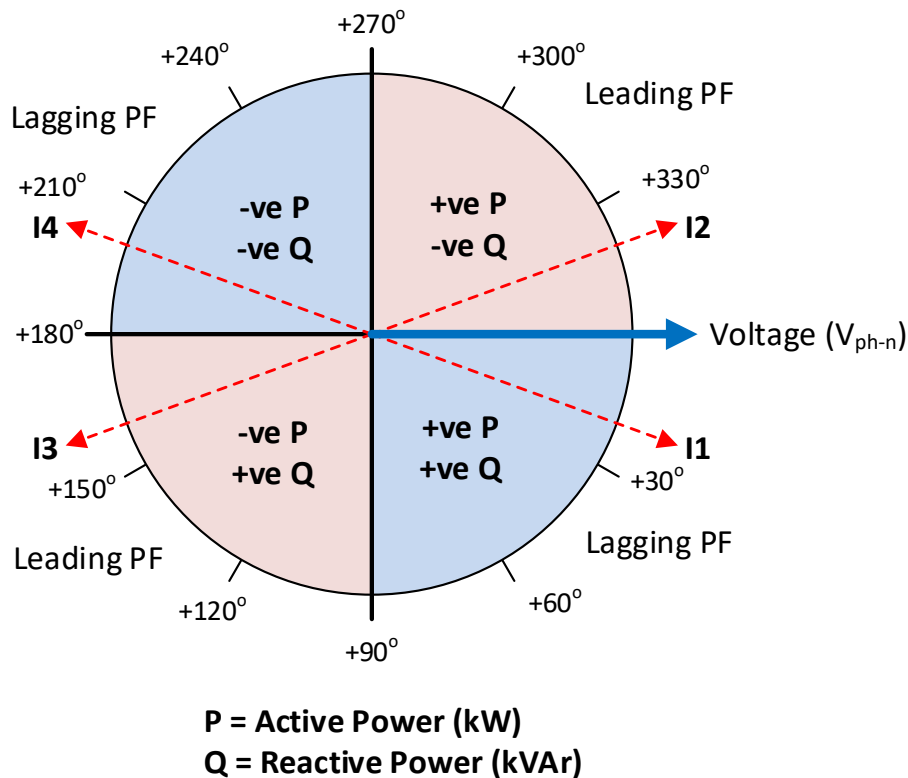 +270°
+240°
+300°
Leading PF
Lagging PF
+210°
+330°
-ve P
-ve Q
+ve P
-ve Q
I4
I2
+180°
Voltage (Vph-n)
-ve P
+ve Q
+ve P
+ve Q
I3
I1
+150°
+30°
Leading PF
Lagging PF
+120°
+60°
+90°
P = Active Power (kW)
Q = Reactive Power (kVAr)